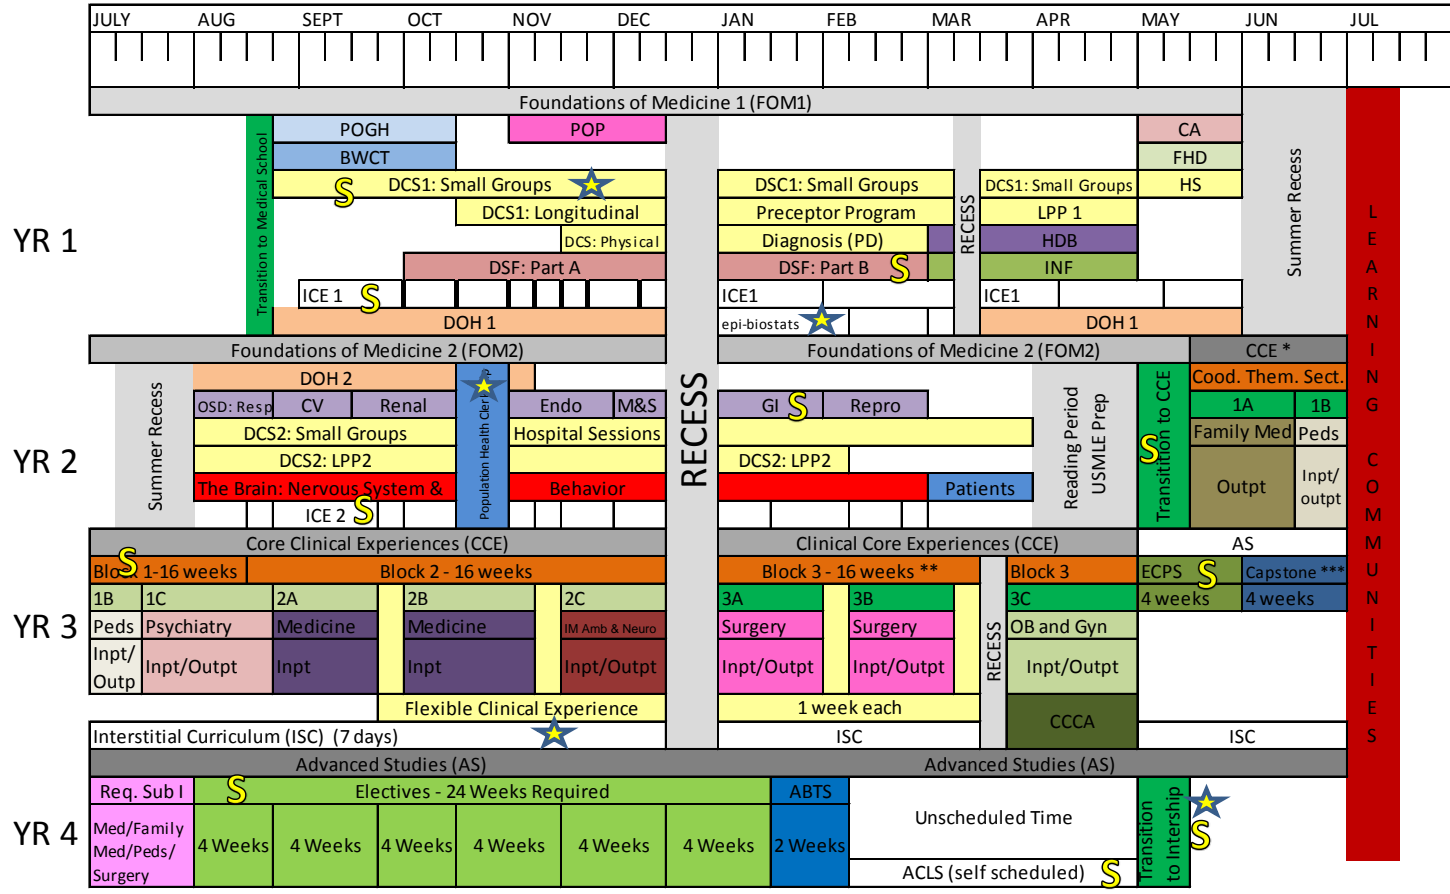 JULY AUG SEPT OCT NOV DEC JAN FEB MAR APR MAY JUN JUL
Foundations of Medicine 1 (FOM1)
YR 1
Transition to Medical School
POGH POP CA
BWCT FHD
S DCS1: Small Groups DSC1: Small Groups DCS1: Small Groups HS
DCS1: Longitudinal Preceptor Program LPP 1
DCS: Physical Diagnosis (PD) HDB
DSF: Part A DSF: Part B S INF
ICE 1 S ICE1 ICE1
DOH 1 epi-biostats DOH 1
RECESS
Summer Recess
RECESS
LEARNING COMMUNITIES
Foundations of Medicine 2 (FOM2) Foundations of Medicine 2 (FOM2) CCE *
YR 2
Summer Recess
DOH 2 Cood. Them. Sect.
OSD: Resp CV Renal Endo M&S GI S Repro 1A 1B
DCS2: Small Groups Hospital Sessions Family Med Peds
DCS2: LPP2 DCS2: LPP2
The Brain: Nervous System & Behavior Patients Outpt Inpt/
outpt
ICE 2 S
Reading Period
USMLE Prep
Transitition to CCE
S
Core Clinical Experiences (CCE) Clinical Core Experiences (CCE) AS
YR 3
S
Block 1-16 weeks Block 2 - 16 weeks Block 3 - 16 weeks ** Block 3 ECPS S Capstone ***
1B 1C 2A 2B 2C 3A 3B 3C 4 weeks 4 weeks
Peds Psychiatry Medicine Medicine IM Amb & Neuro Surgery Surgery OB and Gyn
Inpt/
Outp Inpt/Outpt Inpt Inpt Inpt/Outpt Inpt/Outpt Inpt/Outpt Inpt/Outpt
RECESS
Flexible Clinical Experience 1 week each CCCA
Interstitial Curriculum (ISC) (7 days) ISC ISC
Advanced Studies (AS) Advanced Studies (AS)
YR 4
Req. Sub I S Electives - 24 Weeks Required ABTS
Med/Family
Med/Peds/
Surgery
4 Weeks 4 Weeks 4 Weeks 4 Weeks 4 Weeks 4 Weeks 2 Weeks
Unscheduled Time
ACLS (self scheduled) S
Transition
to Intership
S